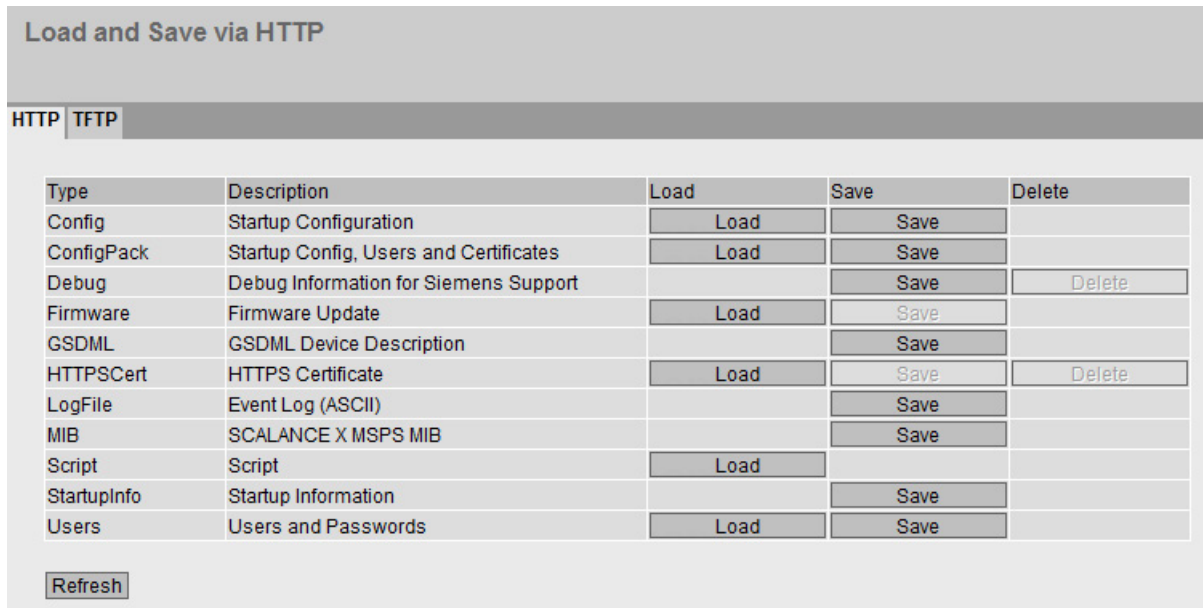 Load and Save via HTTP
HTTP TFTP
Type Description Load Save Delete
Config Startup Configuration Load Save
ConfigPack Startup Config, Users and Certificates Load Save
Debug Debug Information for Siemens Support Save Delete
Firmware Firmware Update Load Save
GSDML GSDML Device Description Save
HTTPSCert HTTPS Certificate Load Save Delete
LogFile Event Log (ASCII) Save
MIB SCALANCE X MSPS MIB Save
Script Script Load
StartupInfo Startup Information Save
Users Users and Passwords Load Save
Refresh